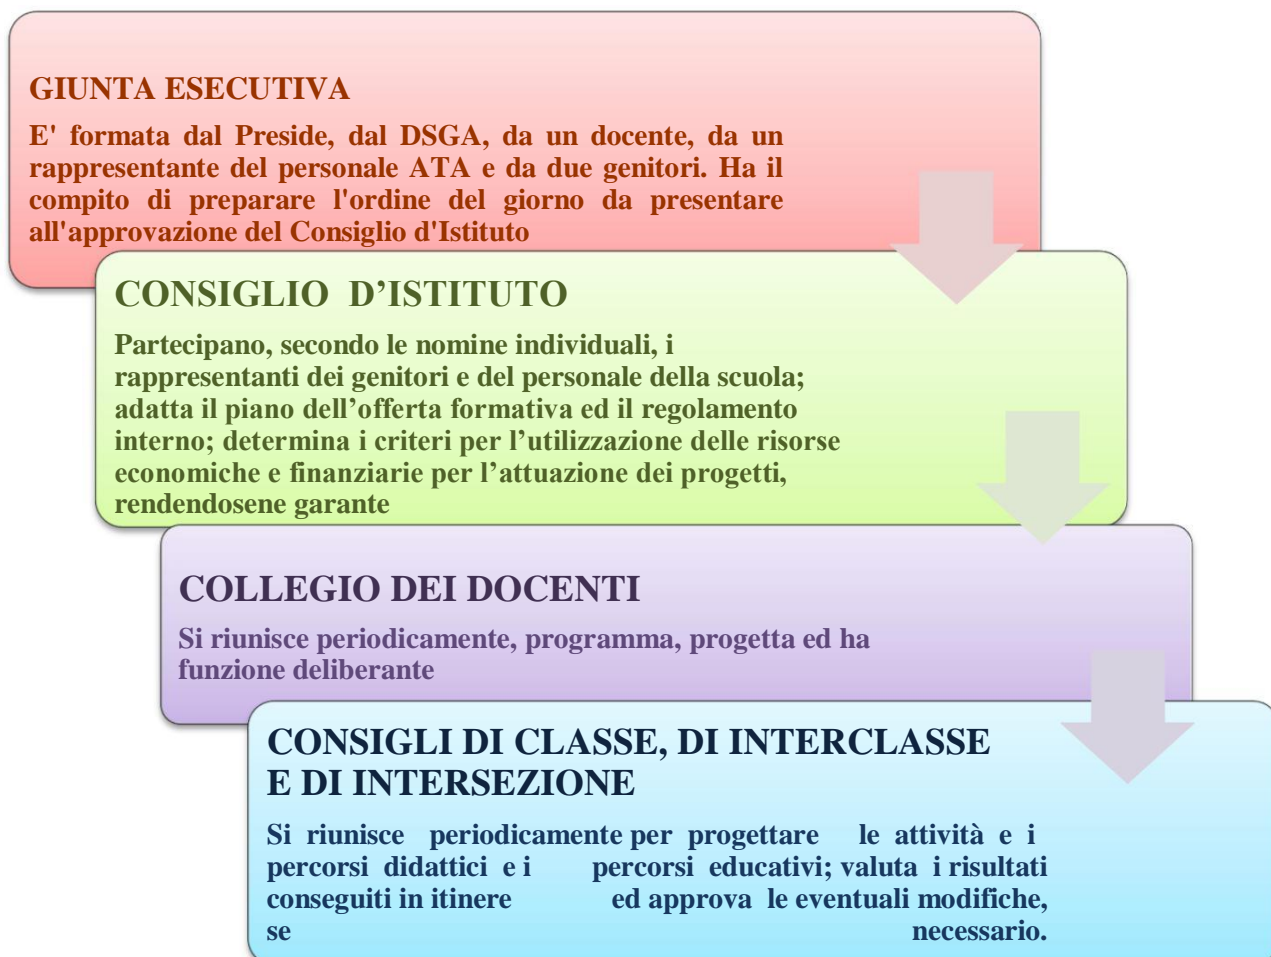 GIUNTA ESECUTIVA
E' formata dal Preside, dal DSGA, da un docente, da un
rappresentante del personale ATA e da due genitori. Ha il
compito di preparare l'ordine del giorno da presentare
all'approvazione del Consiglio d'Istituto
CONSIGLIO D’ISTITUTO
Partecipano, secondo le nomine individuali, i
rappresentanti dei genitori e del personale della scuola;
adatta il piano dell’offerta formativa ed il regolamento
interno; determina i criteri per l’utilizzazione delle risorse
economiche e finanziarie per l’attuazione dei progetti,
rendendosene garante
COLLEGIO DEI DOCENTI
Si riunisce periodicamente, programma, progetta ed ha
funzione deliberante
CONSIGLI DI CLASSE, DI INTERCLASSE
E DI INTERSEZIONE
Si riunisce periodicamente per progettare le attività e i
percorsi didattici e i percorsi educativi; valuta i risultati
conseguiti in itinere ed approva le eventuali modifiche,
se necessario.